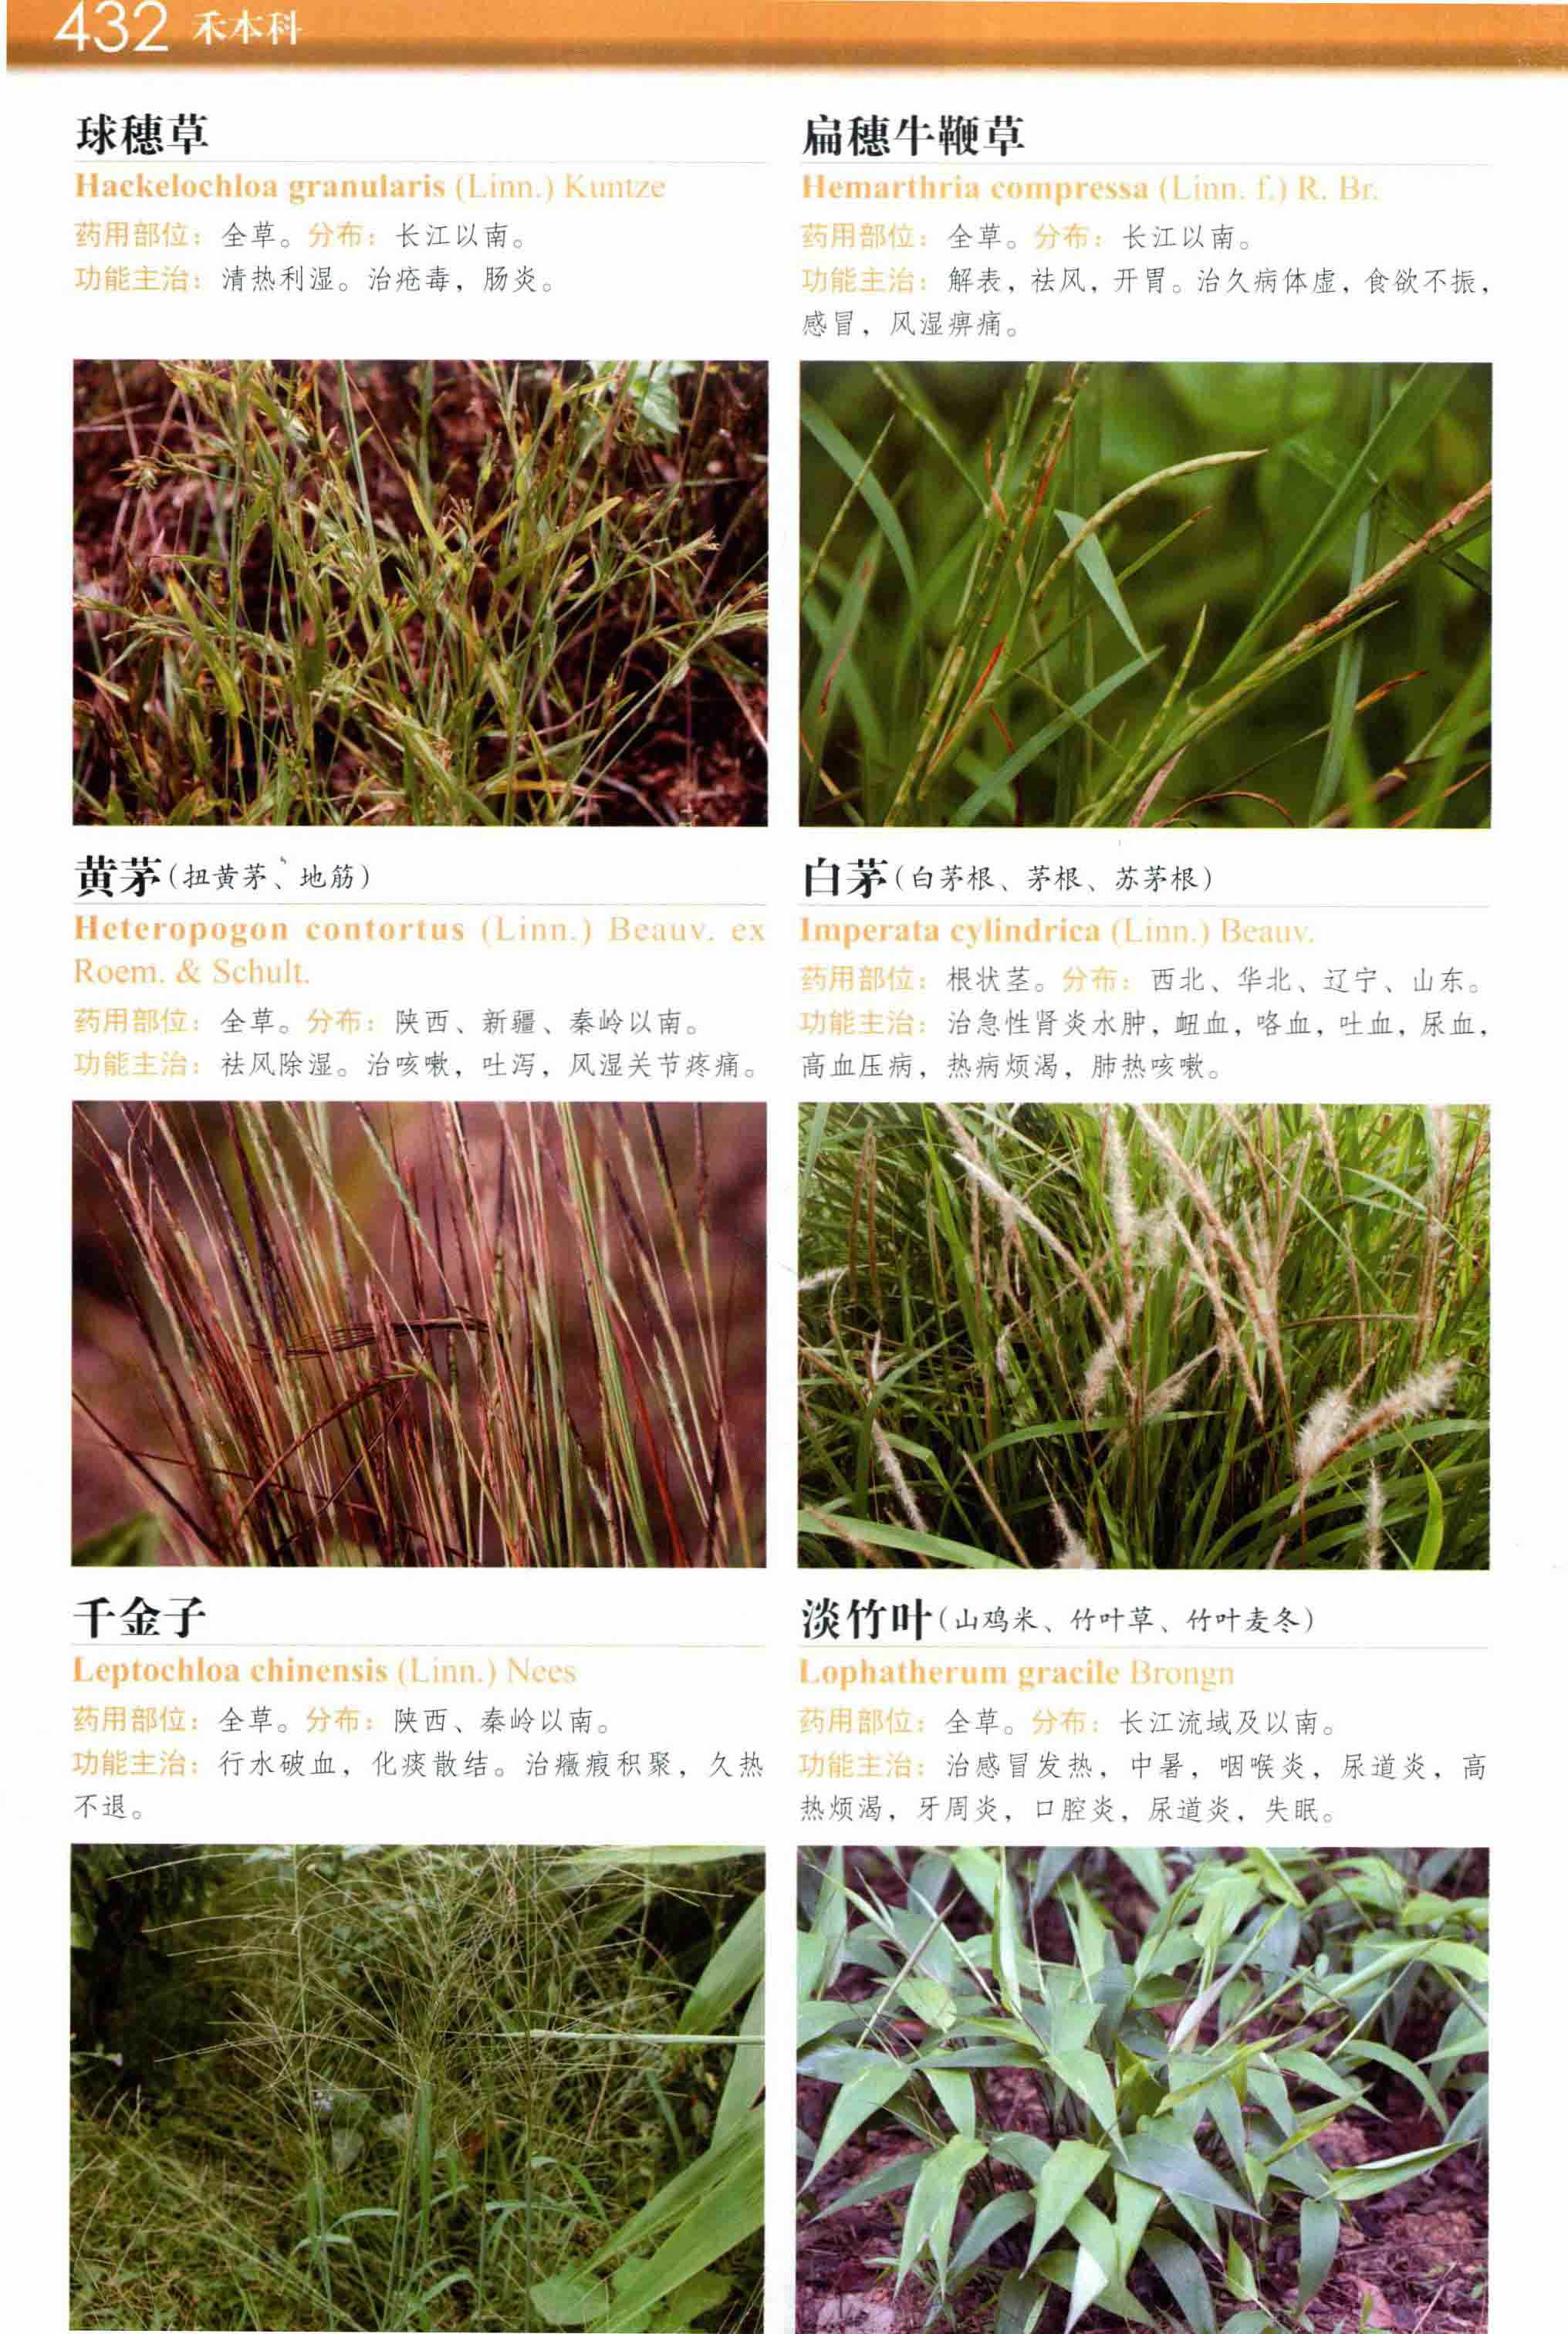 432 禾本科
球穗草
Hackelochloa granularis (Linn.) Kuntze
药用部位：全草。分布：长江以南。
功能主治：清热利湿。治疮毒，肠炎。
扁穗牛鞭草
Hemarthria compressa (Linn. f.) R. Br.
药用部位：全草。分布：长江以南。
功能主治：解表，祛风，开胃。治久病体虚，食欲不振，
感冒，风湿痹痛。
黄茅（扭黄茅、地筋）
Heteropogon contortus (Linn.) Beauv. ex
Roem. & Schult.
药用部位：全草。分布：陕西、新疆、秦岭以南。
功能主治：祛风除湿。治咳嗽，吐泻，风湿关节疼痛。
白茅（白茅根、茅根、苏茅根）
Imperata cylindrica (Linn.) Beauv.
药用部位：根状茎。分布：西北、华北、辽宁、山东。
功能主治：治急性肾炎水肿，衄血，咯血，吐血，尿血，
高血压病，热病烦渴，肺热咳嗽。
千金子
Leptochloa chinensis (Linn.) Nees
药用部位：全草。分布：陕西、秦岭以南。
功能主治：行水破血，化痰散结。治癥瘕积聚，久热
不退。
淡竹叶（山鸡米、竹叶草、竹叶麦冬）
Lophatherum gracile Brongn
药用部位：全草。分布：长江流域及以南。
功能主治：治感冒发热，中暑，咽喉炎，尿道炎，高
热烦渴，牙周炎，口腔炎，尿道炎，失眠。